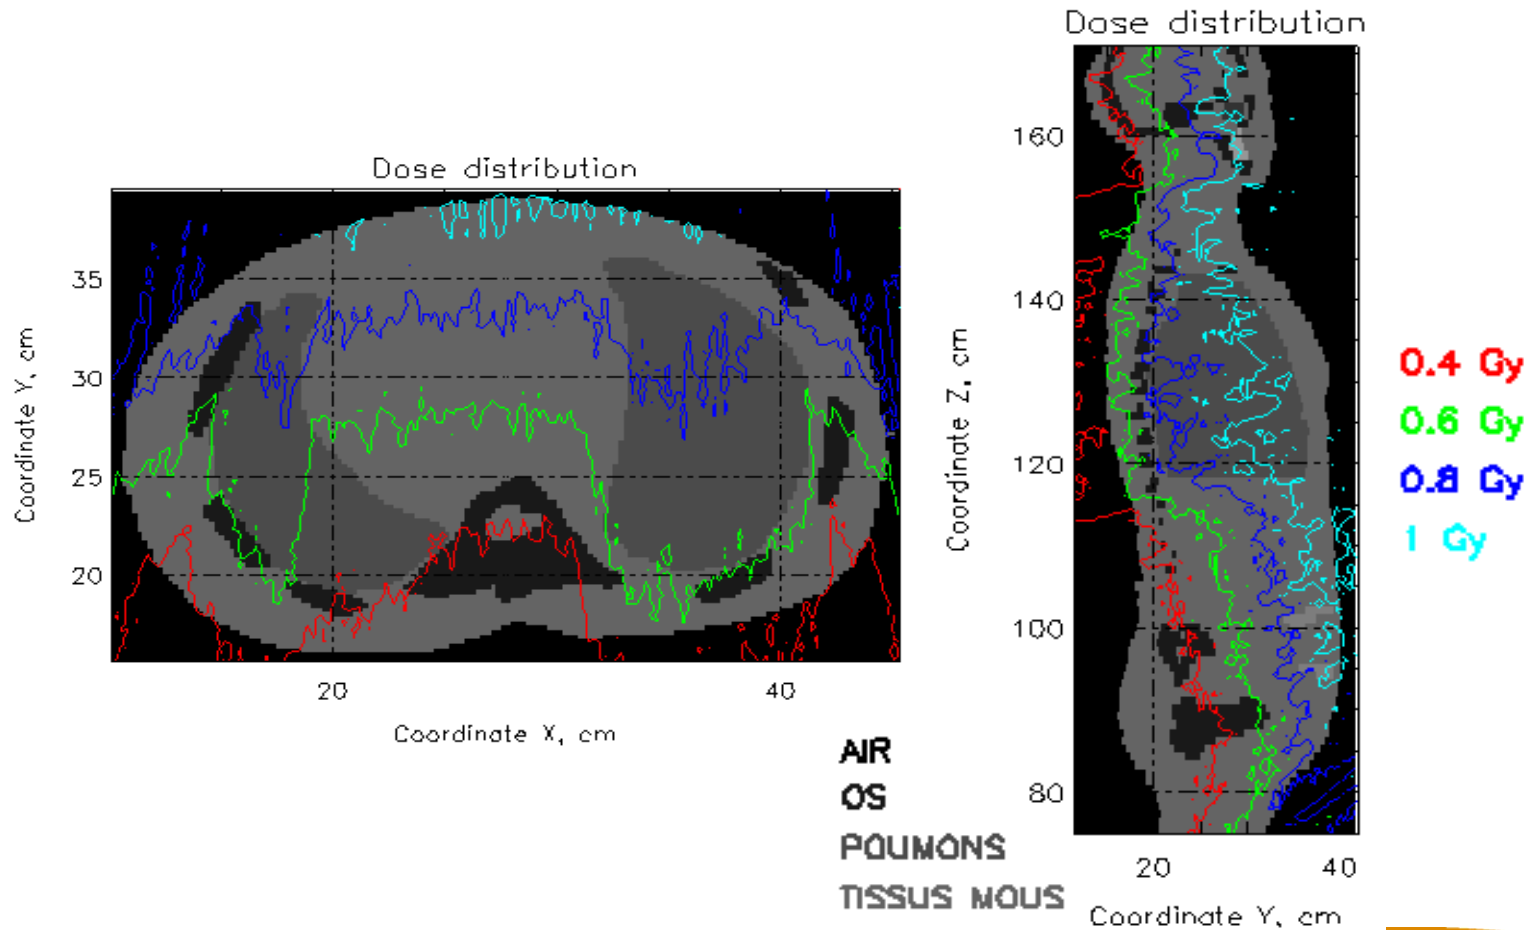 Dose distribution
160
140
120
100
80
20
40
Coordinate Z, cm
Coordinate Y, cm
Dose distribution
35
30
25
20
20
40
Coordinate Y, cm
Coordinate X, cm
0.4 Gy
0.6 Gy
0.8 Gy
1 Gy
AIR
OS
POUMONS
TISSUS MOUS